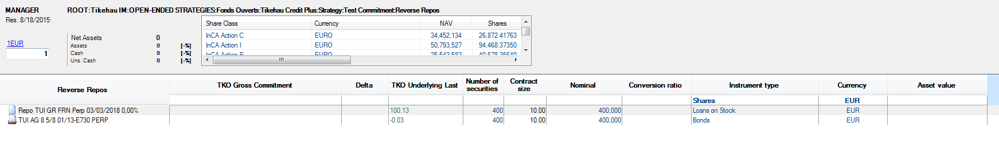 MANAGER
ROOT:Tikehau IM:OPEN-ENDED STRATEGIES:Fonds Ouverts:Tikehau Credit Plus:Strategy:Test Commitment:Reverse Repos
Res. 8/18/2015
Share Class Currency NAV Shares
Net Assets 0
InCA Action C EURO 34,452,134 26,872.41763
1EUR
Assets 0 [-%]
InCA Action I EURO 50,793,527 94,468.37350
1
Cash 0 [-%]
InCA Action F EURO 25,542,582 40,678.35640
Uns. Cash 0 [-%]
Reverse Repos TKO Gross Commitment Delta TKO Underlying Last Number of securities Contract size Nominal Conversion ratio Instrument type Currency Asset value
Shares EUR
Repo TUI GR FRN Perp 03/03/2018 0,00% 100.13 400 10.00 400,000 Loans on Stock EUR
TUI AG 8 5/8 01/13-E730 PERP -0.03 400 10.00 400,000 Bonds EUR